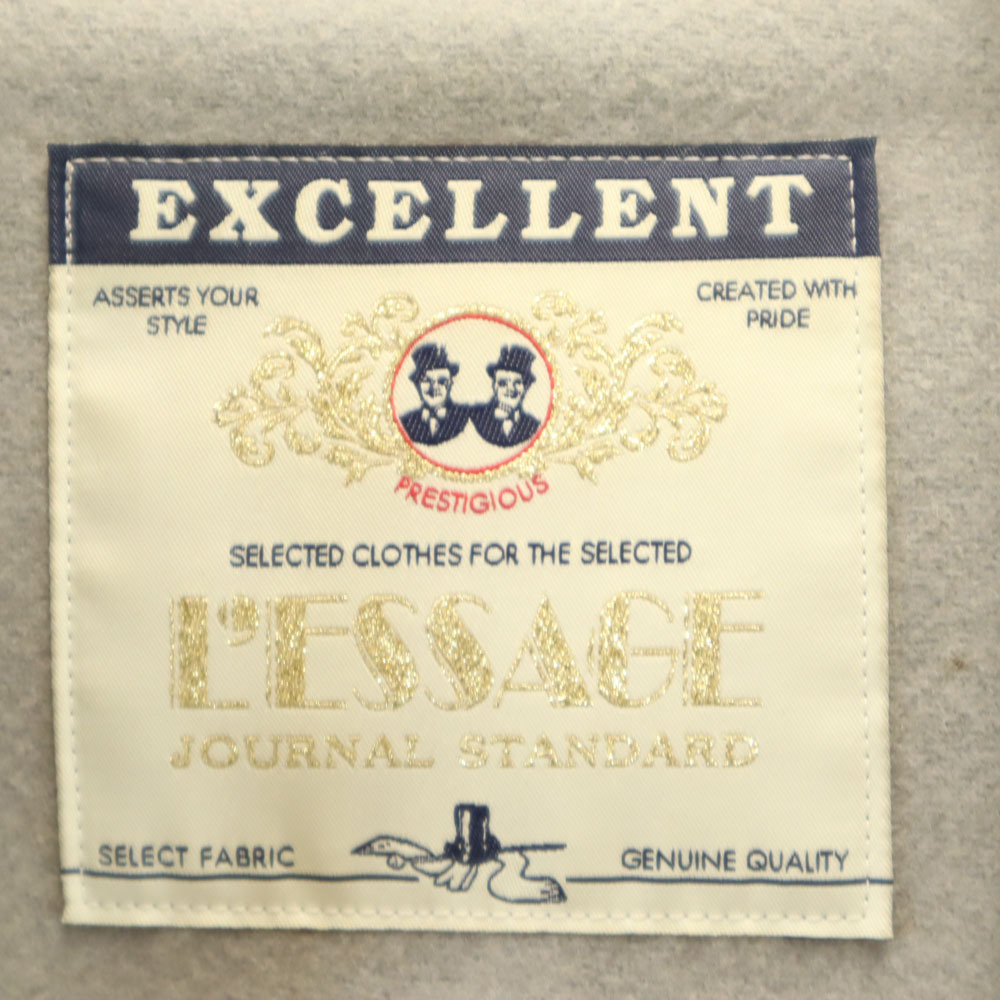 EXCELLENT
ASSERTS YOUR
STYLE
CREATED WITH
PRIDE
PRESTIGIOUS
SELECTED CLOTHES FOR THE SELECTED
L'ESSAGE
JOURNAL STANDARD
SELECT FABRIC
GENUINE QUALITY